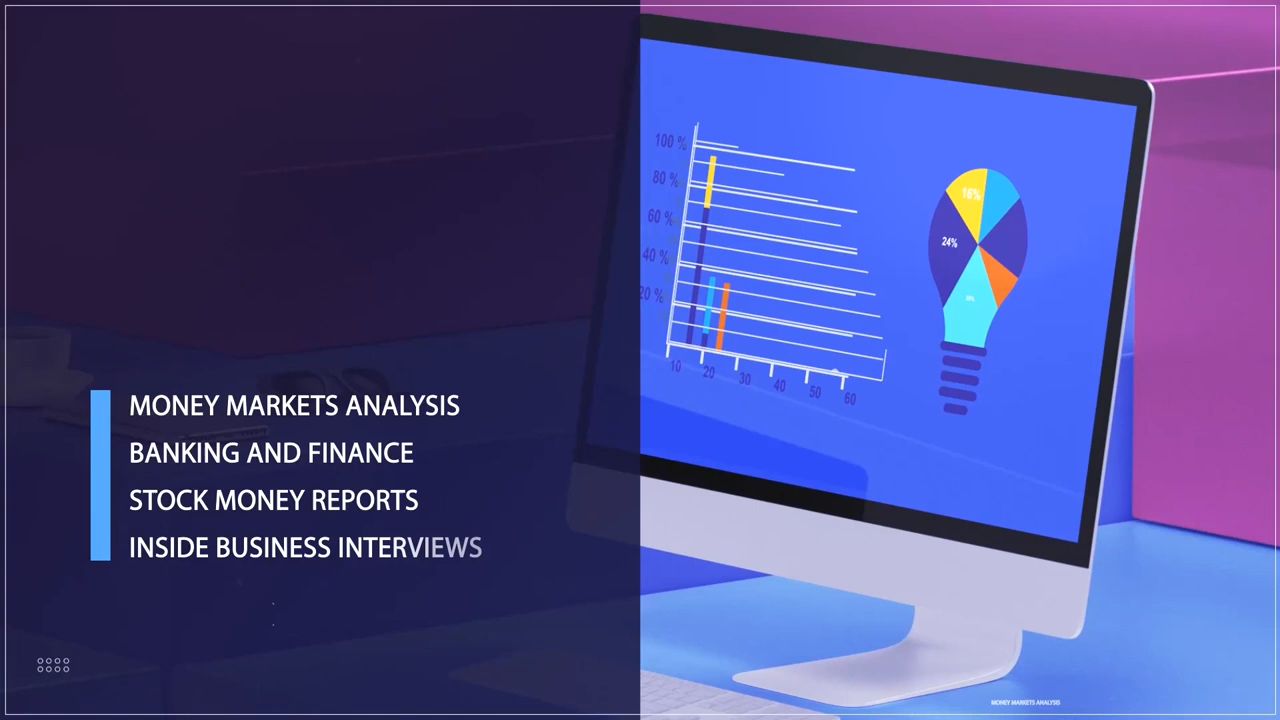 MONEY MARKETS ANALYSIS
BANKING AND FINANCE
STOCK MONEY REPORTS
INSIDE BUSINESS INTERVIEWS
100 %
80 %
60 %
40 %
20 %
10 20 30 40 50 60
16%
24%
MONEY MARKETS ANALYSIS